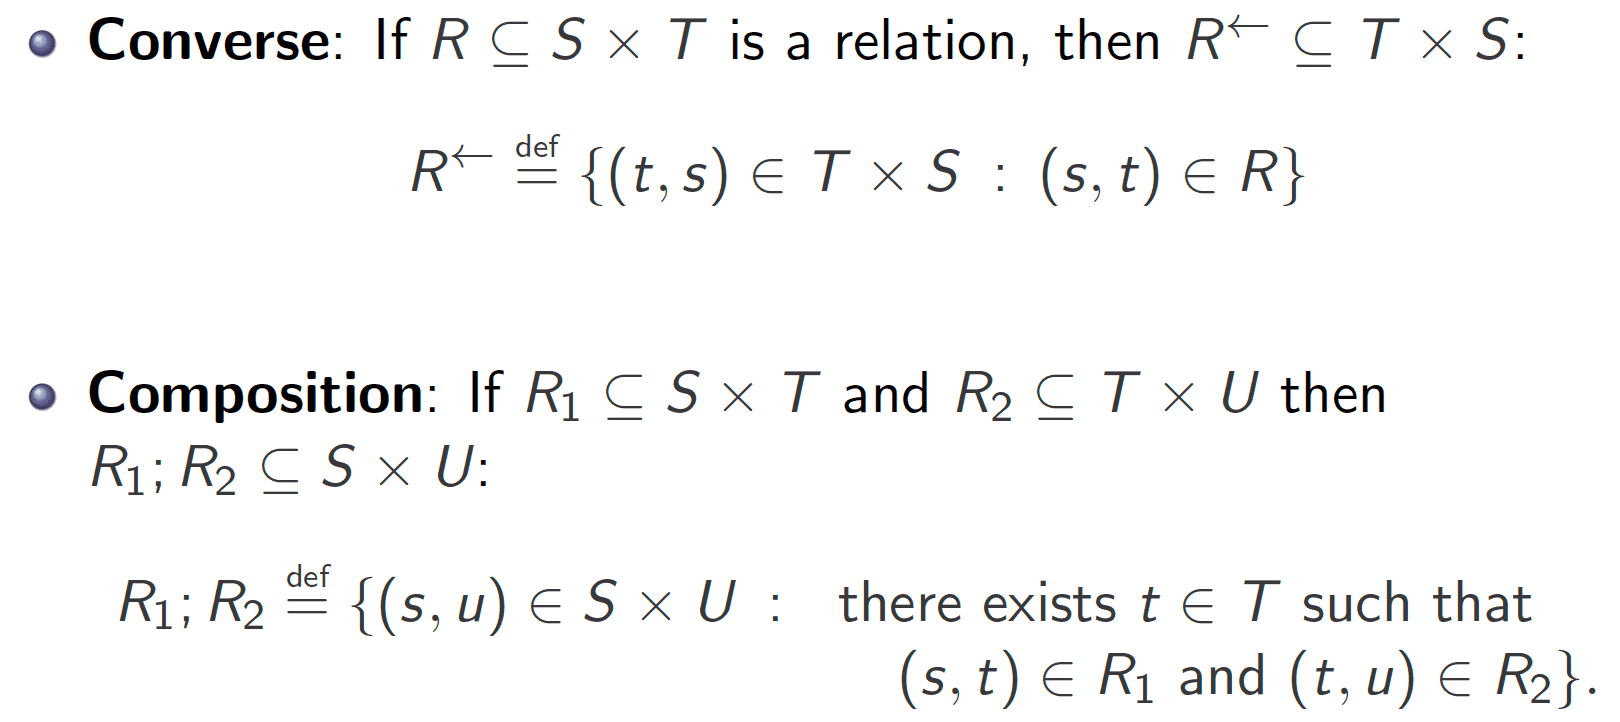 • Converse: If R ⊆ S × T is a relation, then R← ⊆ T × S:
R← def= {(t, s) ∈ T × S : (s, t) ∈ R}
• Composition: If R₁ ⊆ S × T and R₂ ⊆ T × U then
R₁; R₂ ⊆ S × U:
R₁; R₂ def= {(s, u) ∈ S × U : there exists t ∈ T such that
(s, t) ∈ R₁ and (t, u) ∈ R₂}.